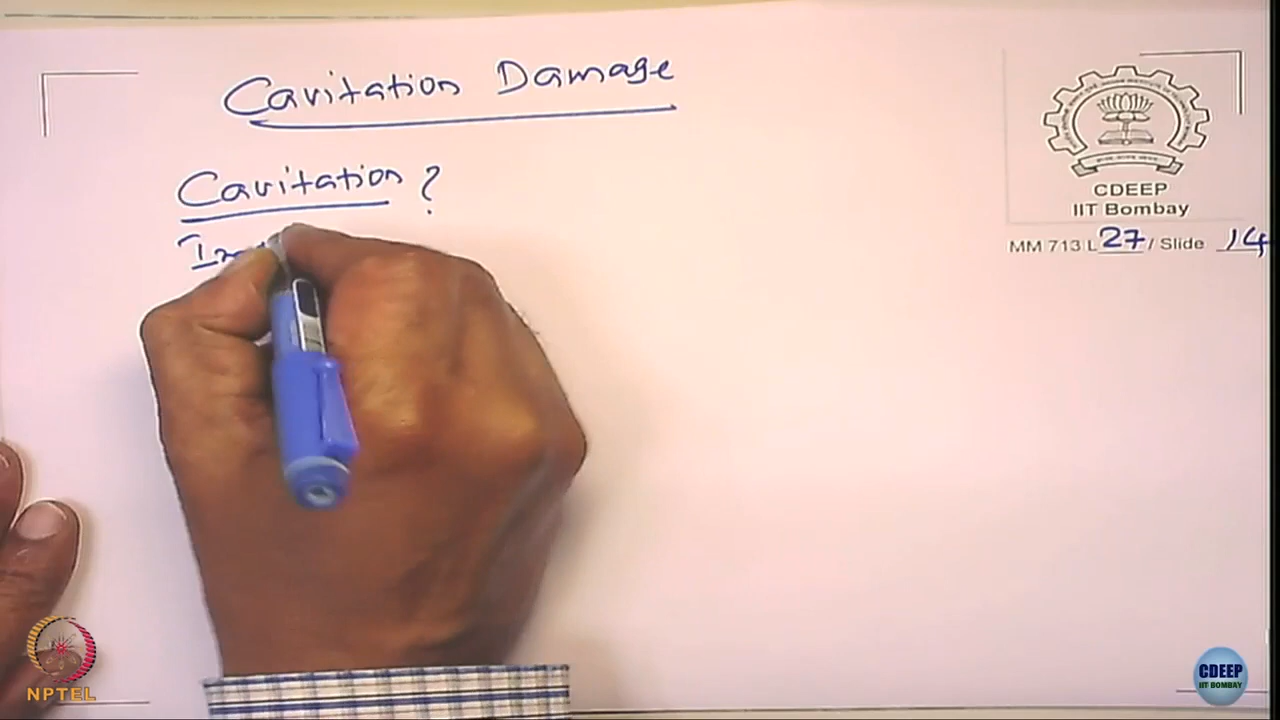 Cavitation Damage
Cavitation ?
CDEEP
IIT Bombay
MM 713 L 27 / Slide 14
NPTEL
CDEEP
IIT BOMBAY